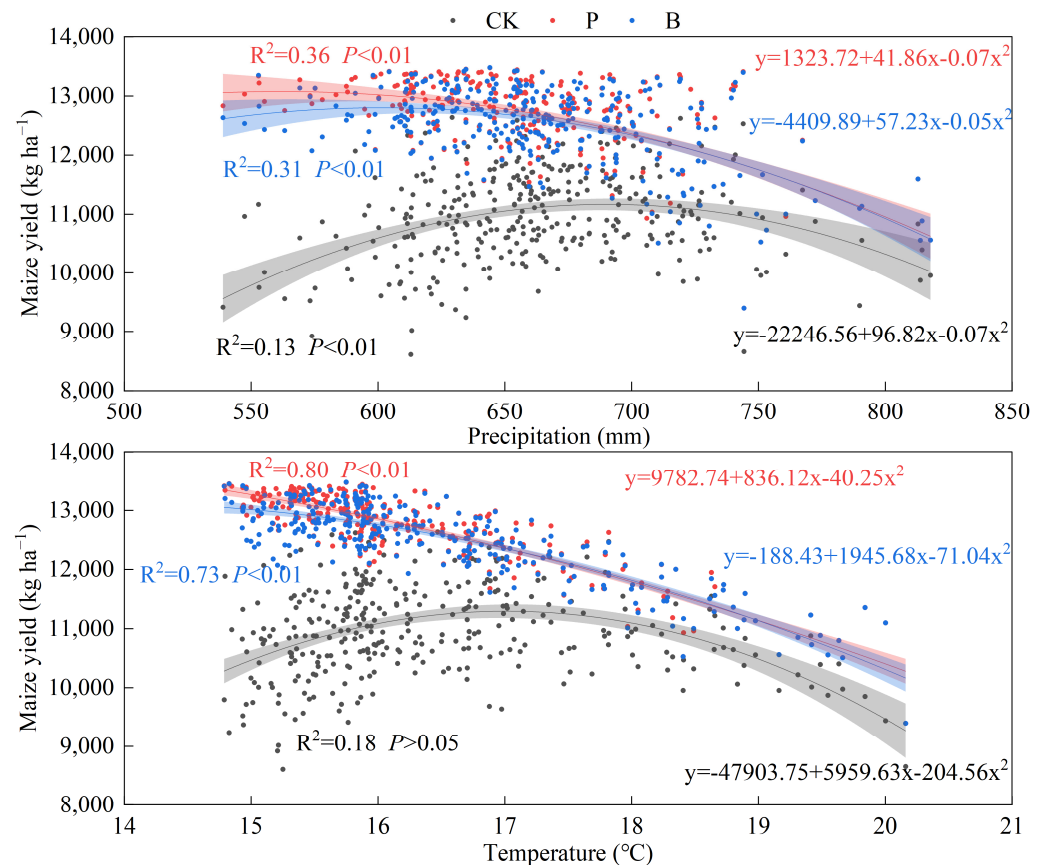 CK P B
14,000
13,000
12,000
11,000
10,000
9,000
8,000
Maize yield (kg ha⁻¹)
R²=0.36 P<0.01
y=1323.72+41.86x-0.07x²
y=-4409.89+57.23x-0.05x²
R²=0.31 P<0.01
R²=0.13 P<0.01
y=-22246.56+96.82x-0.07x²
500 550 600 650 700 750 800 850
Precipitation (mm)
14,000
13,000
12,000
11,000
10,000
9,000
8,000
Maize yield (kg ha⁻¹)
R²=0.80 P<0.01
y=9782.74+836.12x-40.25x²
R²=0.73 P<0.01
y=-188.43+1945.68x-71.04x²
R²=0.18 P>0.05
y=-47903.75+5959.63x-204.56x²
14 15 16 17 18 19 20 21
Temperature (℃)